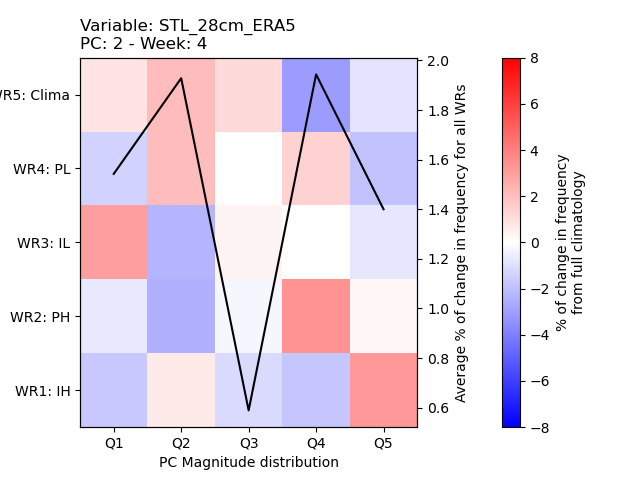 Variable: STL_28cm_ERA5
PC: 2 - Week: 4
WR5: Clima
WR4: PL
WR3: IL
WR2: PH
WR1: IH
Q1 Q2 Q3 Q4 Q5
PC Magnitude distribution
2.0
1.8
1.6
1.4
1.2
1.0
0.8
0.6
Average % of change in frequency for all WRs
8
6
4
2
0
−2
−4
−6
−8
% of change in frequency
from full climatology